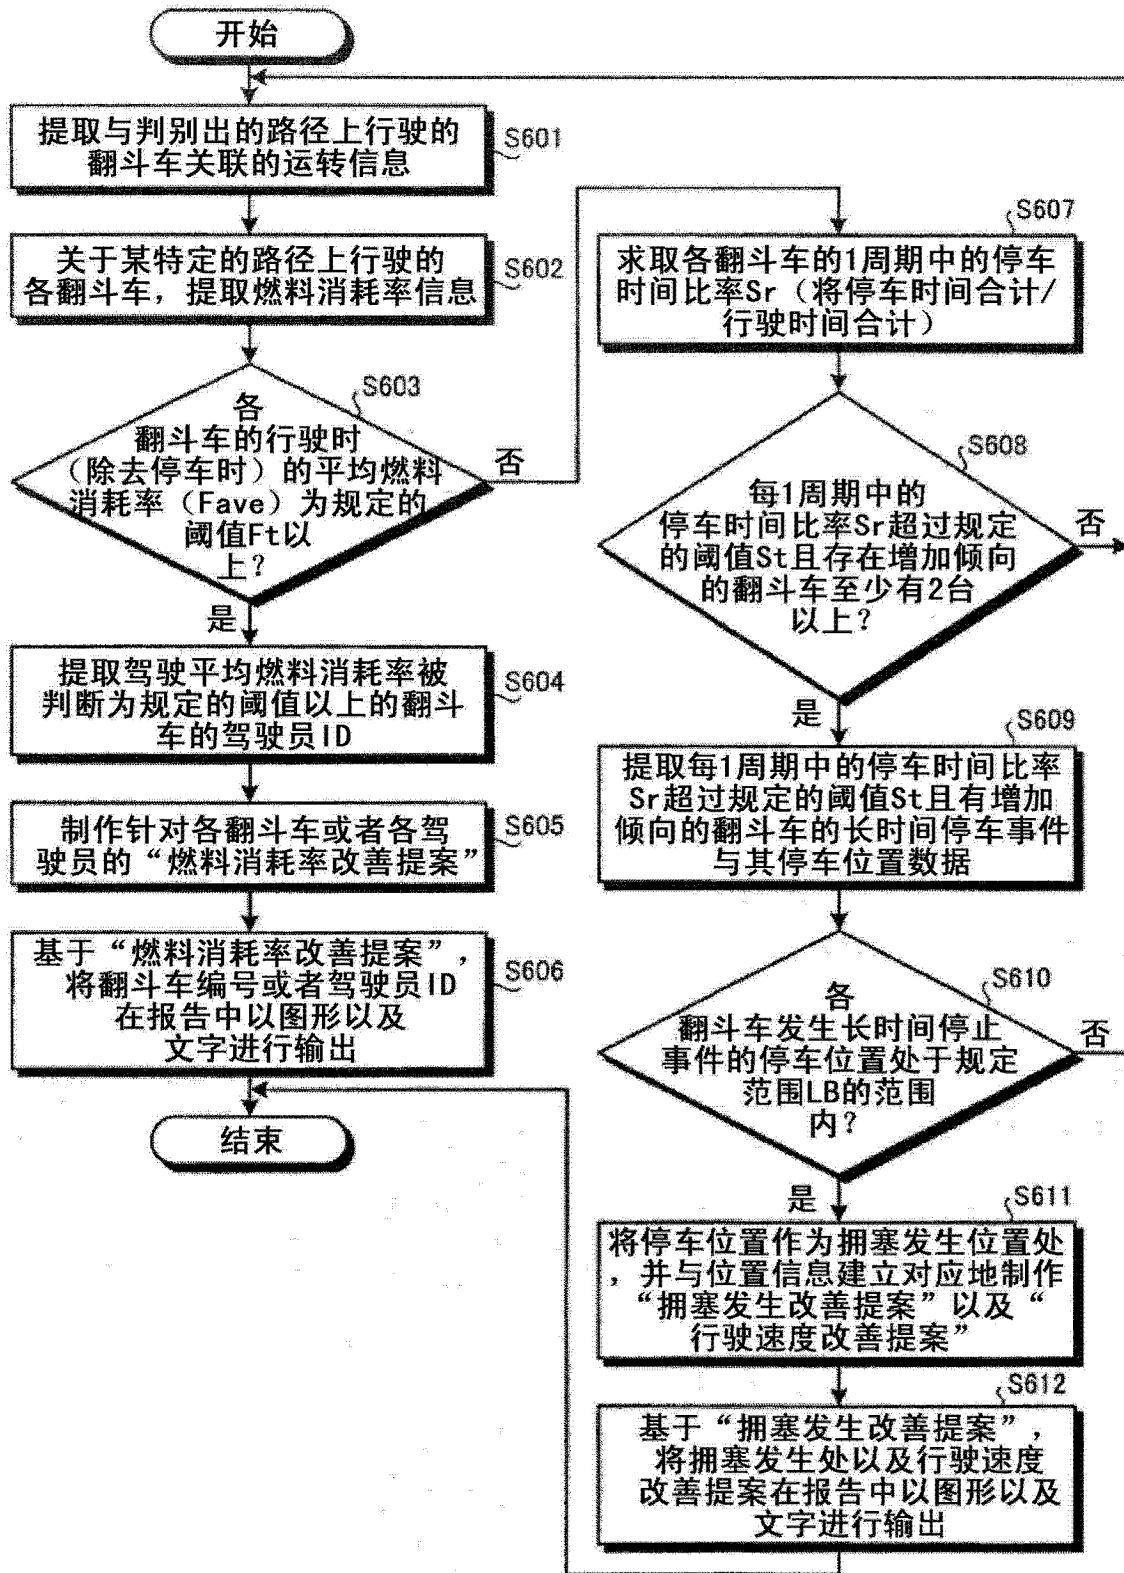 开始
提取与判别出的路径上行驶的
翻斗车关联的运转信息
S601
关于某特定的路径上行驶的
各翻斗车，提取燃料消耗率信息
S602
S603
各
翻斗车的行驶时
（除去停车时）的平均燃料
消耗率（Fave）为规定的
阈值Ft以
上？
否
是
提取驾驶平均燃料消耗率被
判断为规定的阈值以上的翻斗
车的驾驶员ID
S604
制作针对各翻斗车或者各驾
驶员的“燃料消耗率改善提案”
S605
基于“燃料消耗率改善提案”，
将翻斗车编号或者驾驶员ID
在报告中以图形以及
文字进行输出
S606
结束
S607
求取各翻斗车的1周期中的停车
时间比率Sr（将停车时间合计/
行驶时间合计）
S608
每1周期中的
停车时间比率Sr超过规定
的阈值St且存在增加倾向
的翻斗车至少有2台
以上？
否
是
S609
提取每1周期中的停车时间比率
Sr超过规定的阈值St且有增加
倾向的翻斗车的长时间停车事件
与其停车位置数据
S610
各
翻斗车发生长时间停止
事件的停车位置处于规定
范围LB的范围
内？
否
是
S611
将停车位置作为拥塞发生位置处
，并与位置信息建立对应地制作
“拥塞发生改善提案”以及“
行驶速度改善提案”
S612
基于“拥塞发生改善提案”，
将拥塞发生处以及行驶速度
改善提案在报告中以图形以及
文字进行输出